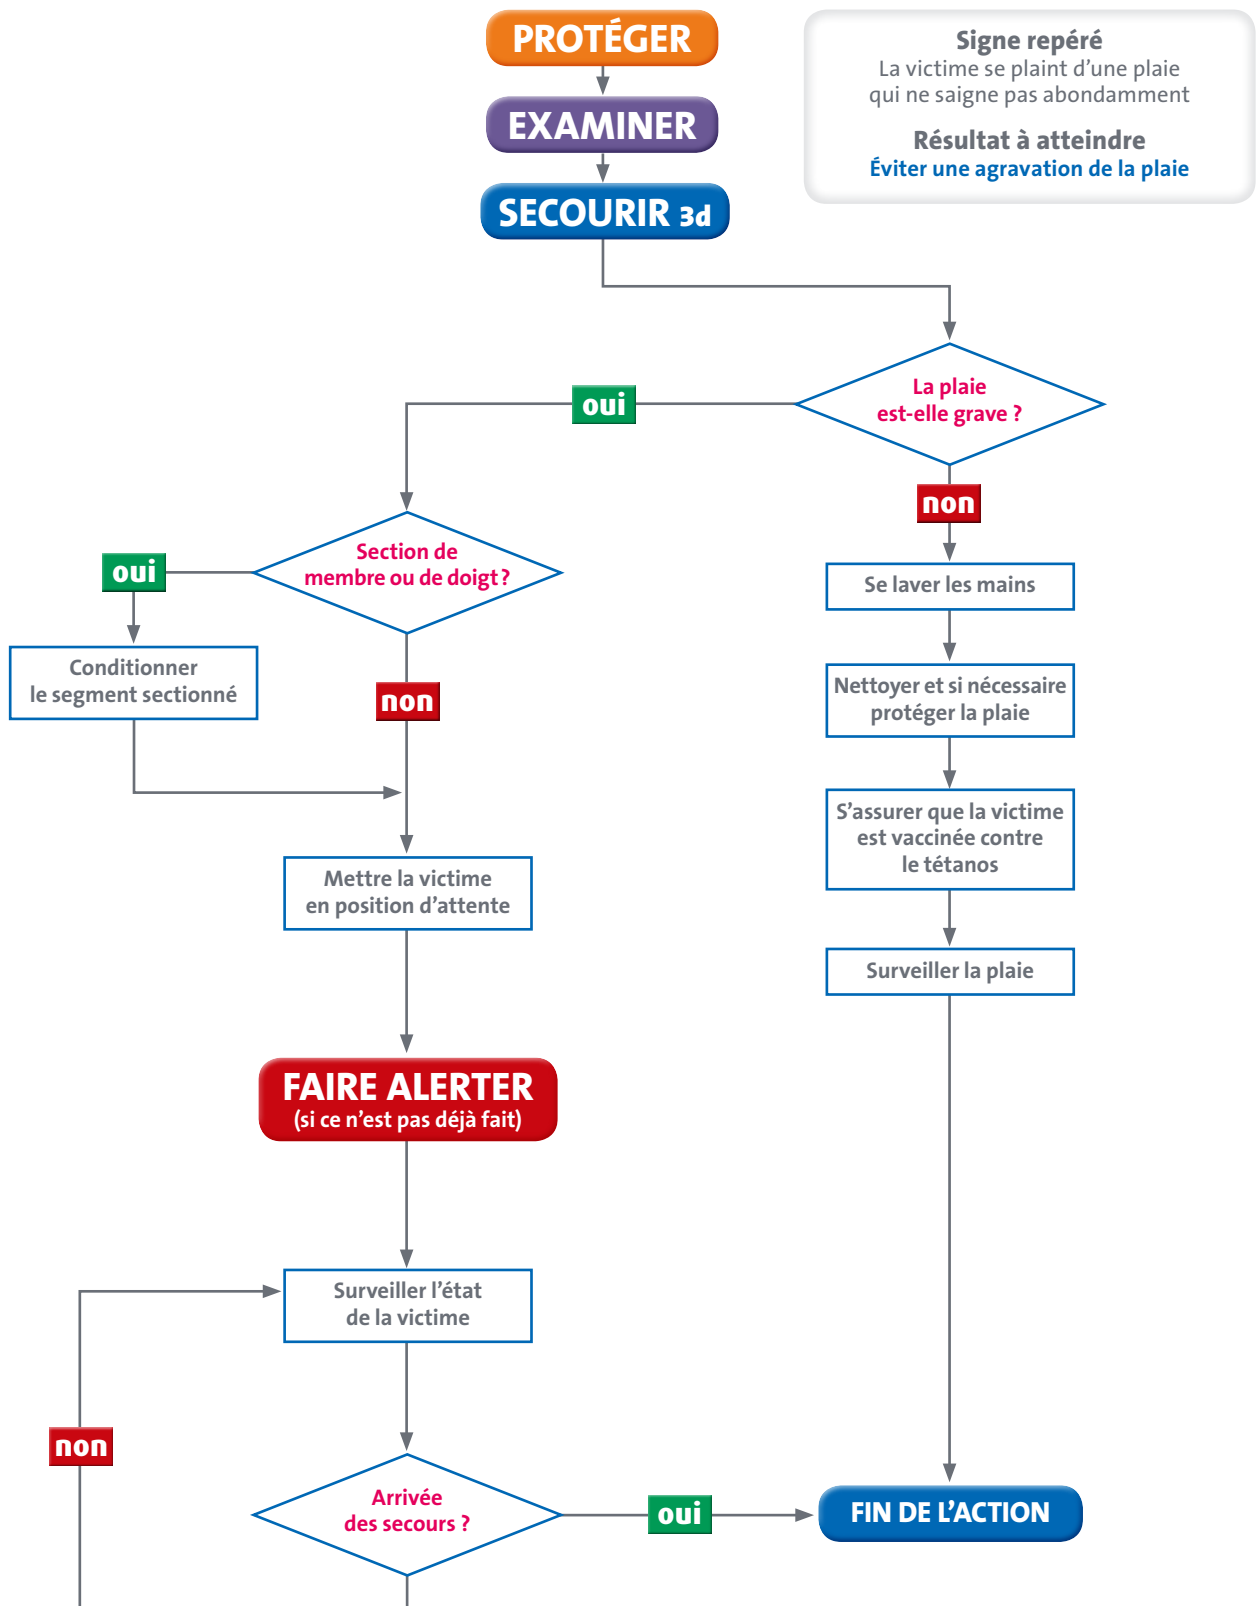 PROTÉGER
EXAMINER
SECOURIR 3d
Signe repéré
La victime se plaint d’une plaie
qui ne saigne pas abondamment
Résultat à atteindre
Éviter une agravation de la plaie
La plaie
est-elle grave ?
oui
non
Section de
membre ou de doigt ?
oui
Conditionner
le segment sectionné
non
Mettre la victime
en position d’attente
Se laver les mains
Nettoyer et si nécessaire
protéger la plaie
S’assurer que la victime
est vaccinée contre
le tétanos
Surveiller la plaie
FAIRE ALERTER
(si ce n’est pas déjà fait)
Surveiller l’état
de la victime
non
Arrivée
des secours ?
oui
FIN DE L’ACTION